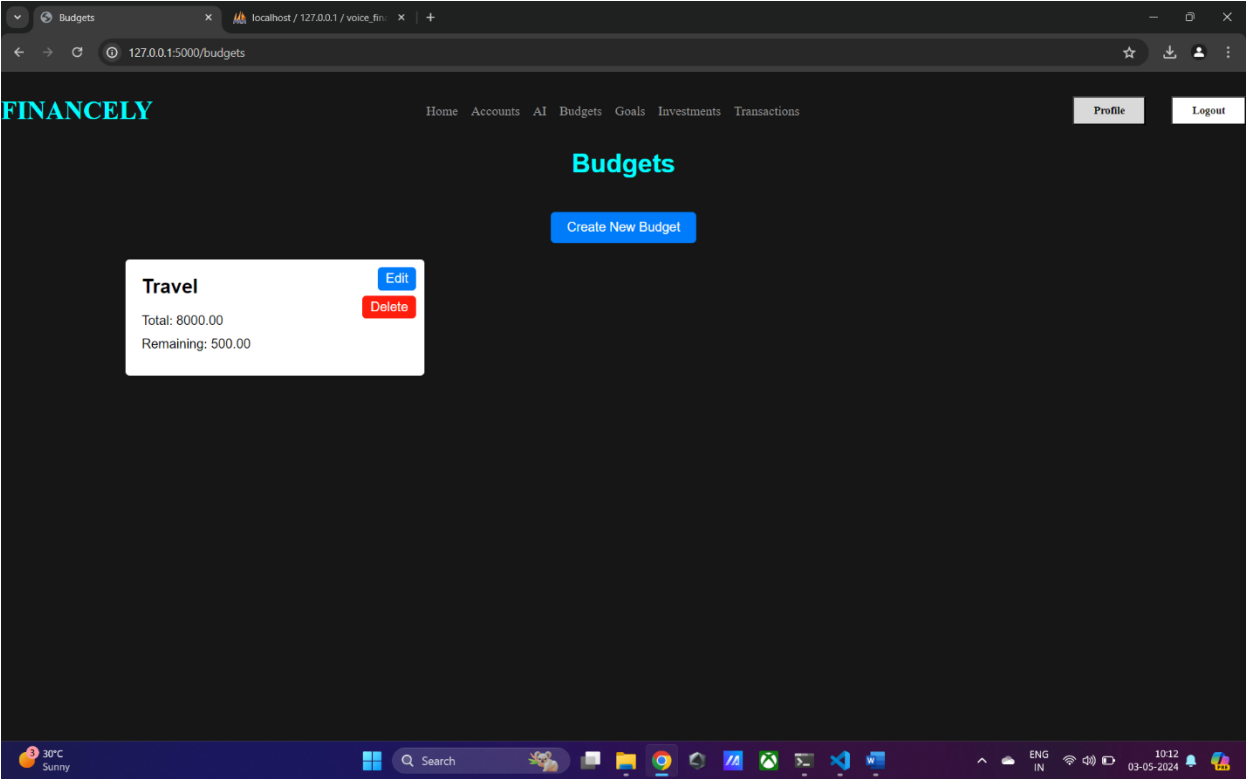 Budgets
localhost / 127.0.0.1 / voice_fin
127.0.0.1:5000/budgets
FINANCELY
Home Accounts AI Budgets Goals Investments Transactions
Profile
Logout
Budgets
Create New Budget
Travel
Edit
Delete
Total: 8000.00
Remaining: 500.00
3
30°C
Sunny
Search
ENG
IN
10:12
03-05-2024